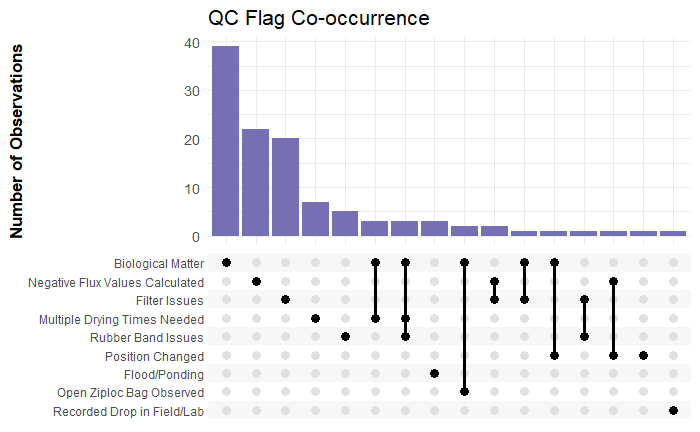 QC Flag Co-occurrence
Number of Observations
40
30
20
10
0
Biological Matter
Negative Flux Values Calculated
Filter Issues
Multiple Drying Times Needed
Rubber Band Issues
Position Changed
Flood/Ponding
Open Ziploc Bag Observed
Recorded Drop in Field/Lab